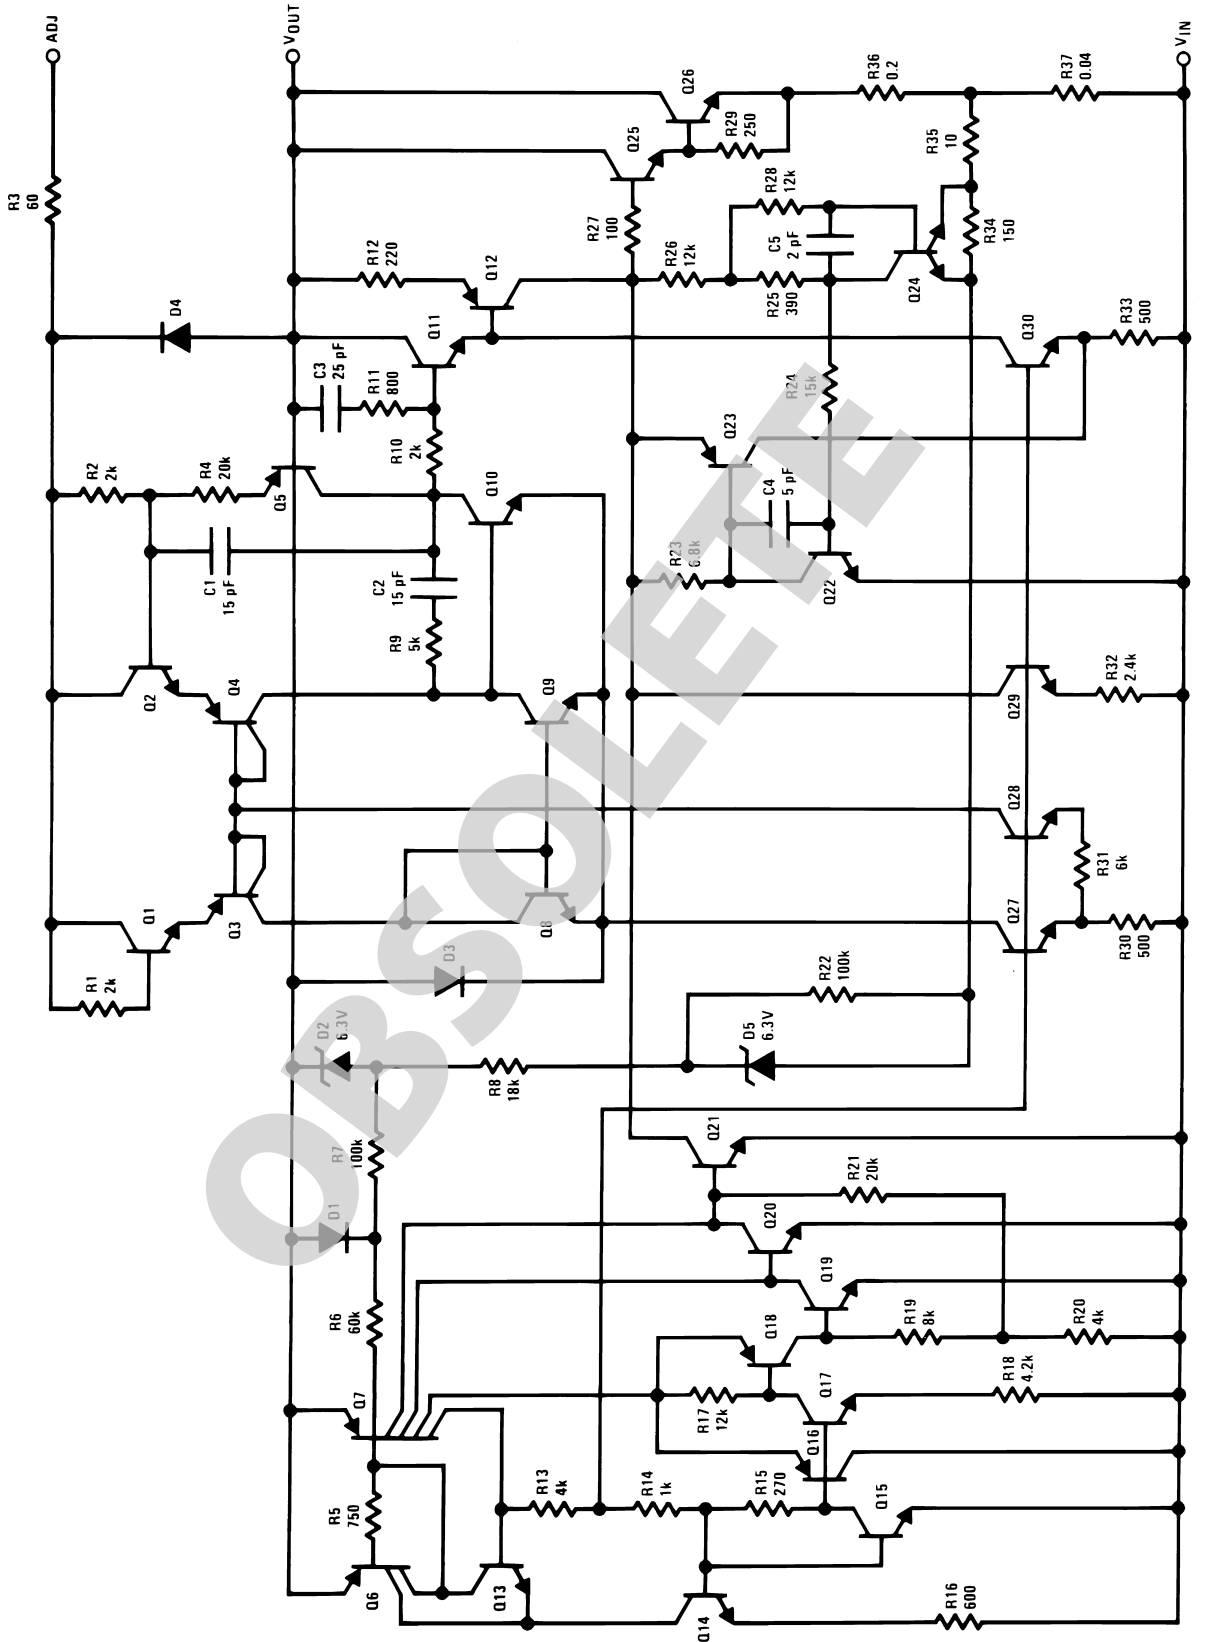 ADJ
R3
60
VOUT
D4
R2
2k
R4
20k
Q5
C1
15 pF
Q2
Q4
Q1
Q3
R1
2k
C3
25 pF
R11
800
R10
2k
C2
15 pF
R9
5k
Q10
Q9
Q8
Q11
R12
220
Q12
D3
D2
6.3V
R8
18k
R7
100k
D1
R6
60k
Q7
R5
750
Q6
Q13
R13
4k
R14
1k
R15
270
Q14
R16
600
Q15
Q16
Q17
R17
12k
Q18
R18
4.2k
R19
8k
R20
4k
Q19
Q20
R21
20k
Q21
D5
6.3V
R22
100k
Q26
Q25
R29
250
R27
100
R28
12k
R26
12k
C5
2 pF
R25
390
Q24
R36
0.2
R37
0.04
VIN
R35
10
R34
150
R24
15k
Q23
C4
5 pF
R23
6.8k
Q22
Q30
R33
500
Q29
R32
2.4k
Q28
R31
6k
Q27
R30
500
OBSOLETE